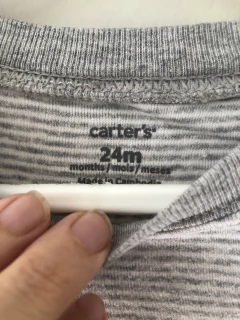 carter's
24m
months/mois/meses
Made in Cambodia